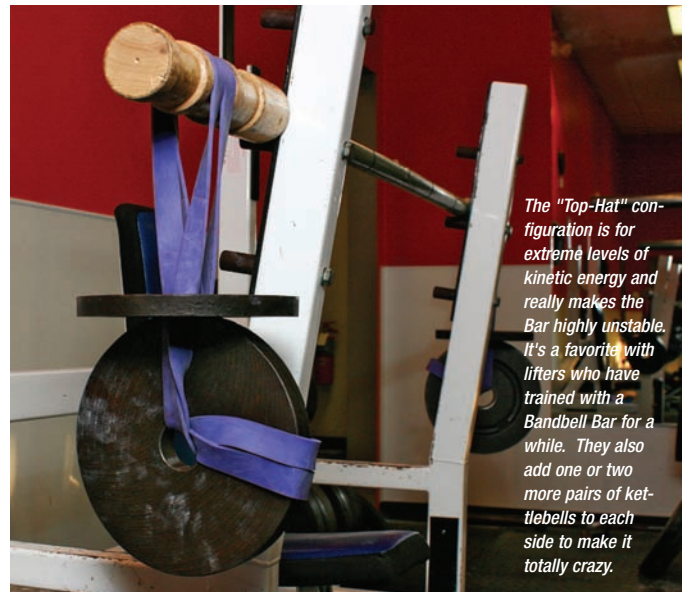 The "Top-Hat" con-
figuration is for
extreme levels of
kinetic energy and
really makes the
Bar highly unstable.
It's a favorite with
lifters who have
trained with a
Bandbell Bar for a
while.  They also
add one or two
more pairs of ket-
tlebells to each
side to make it
totally crazy.